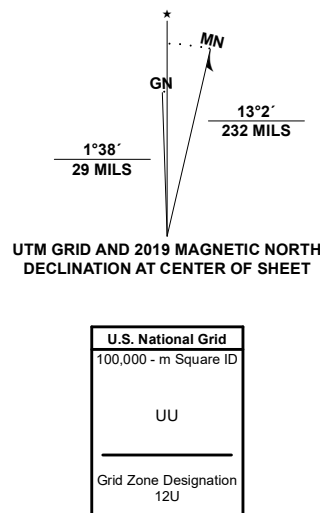 ★
MN
GN
13°2´
232 MILS
1°38´
29 MILS
UTM GRID AND 2019 MAGNETIC NORTH
DECLINATION AT CENTER OF SHEET
U.S. National Grid
100,000 - m Square ID
UU
Grid Zone Designation
12U